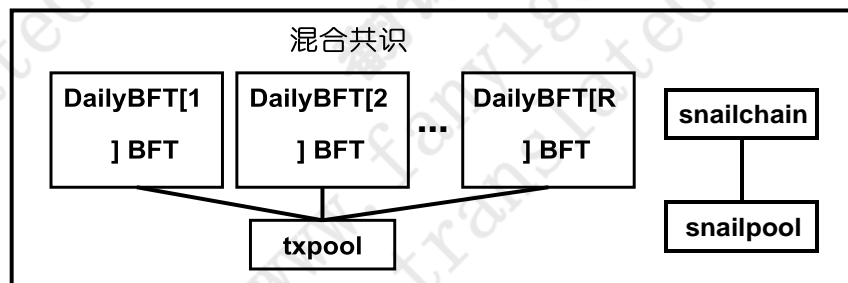 混合共识
DailyBFT[1
] BFT
DailyBFT[2
] BFT
...
DailyBFT[R
] BFT
snailchain
txpool
snailpool